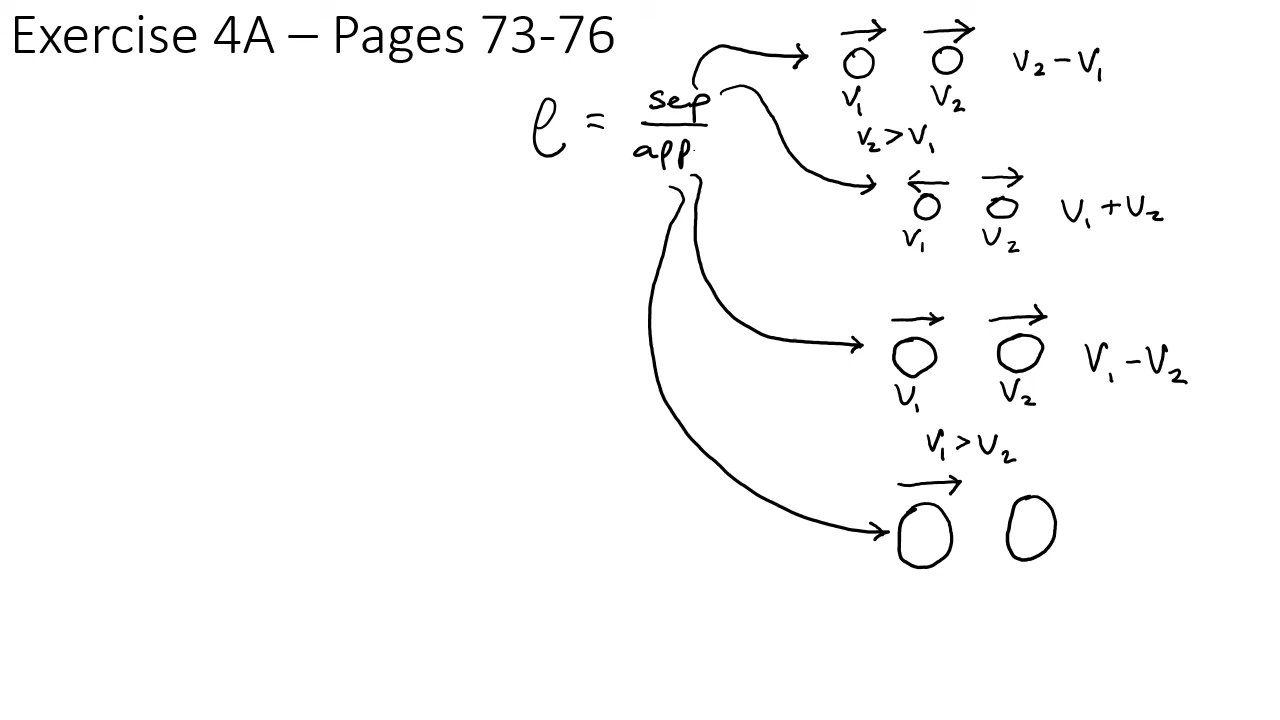 Exercise 4A – Pages 73-76
e = sep/app
V₁ V₂ V₂ - V₁
V₂ > V₁
V₁ V₂ V₁ + V₂
V₁ V₂ V₁ - V₂
V₁ > V₂